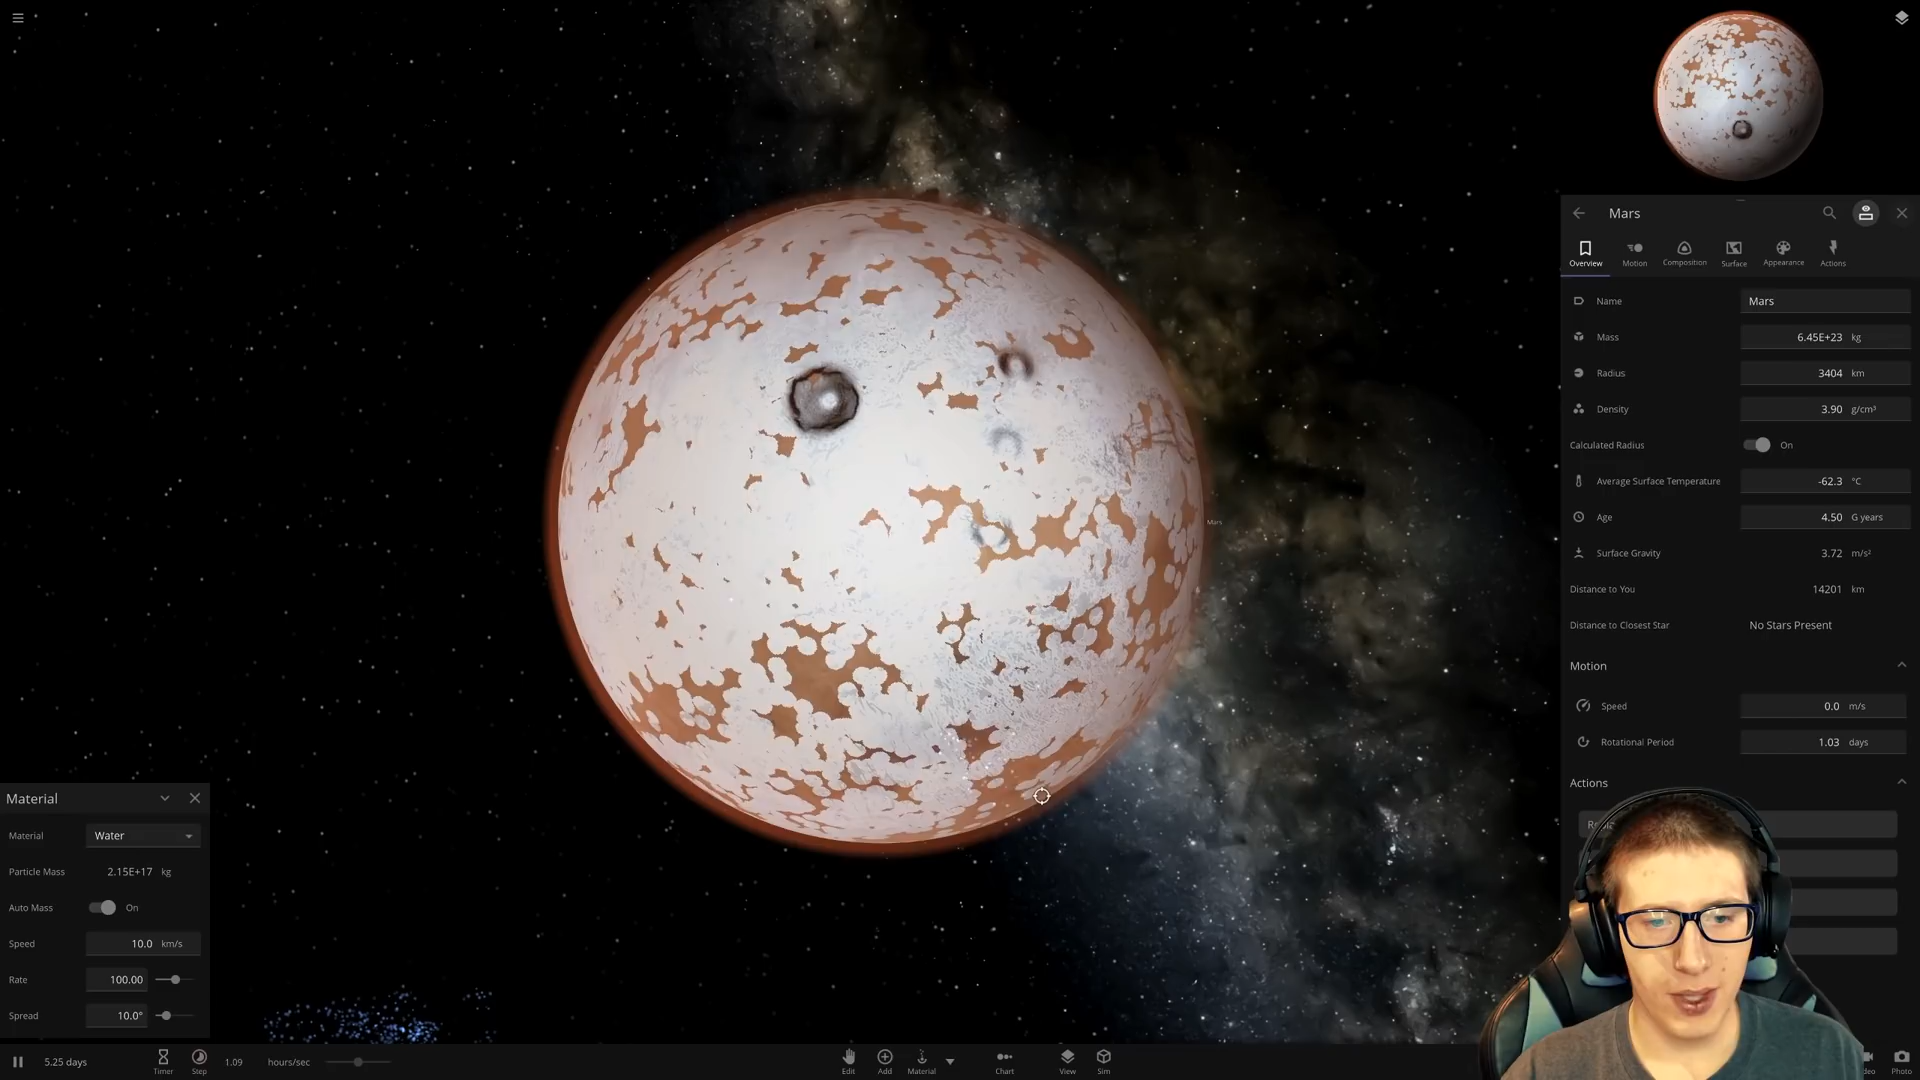 Mars
Overview Motion Composition Surface Appearance Actions
Name Mars
Mass 6.45E+23 kg
Radius 3404 km
Density 3.90 g/cm³
Calculated Radius On
Average Surface Temperature -62.3 °C
Age 4.50 G years
Surface Gravity 3.72 m/s²
Distance to You 14201 km
Distance to Closest Star No Stars Present
Motion
Speed 0.0 m/s
Rotational Period 1.03 days
Actions
Mars
Material
Material Water
Particle Mass 2.15E+17 kg
Auto Mass On
Speed 10.0 km/s
Rate 100.00
Spread 10.0°
5.25 days Timer Step 1.09 hours/sec Edit Add Material Chart View Sim Photo